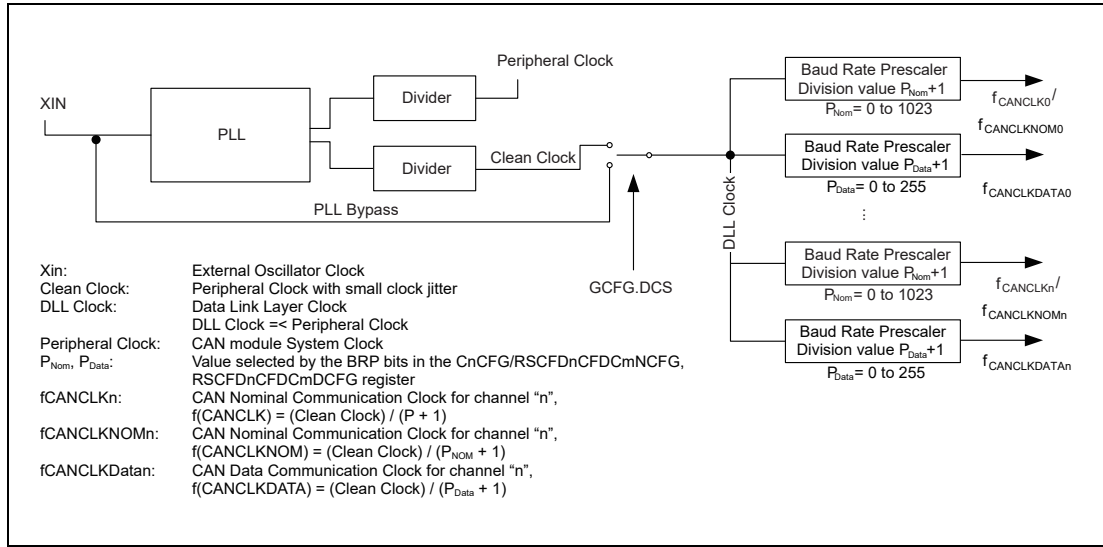 Peripheral Clock
XIN
PLL
Divider
Divider
Clean Clock
PLL Bypass
GCFG.DCS
DLL Clock
Baud Rate Prescaler
Division value PNom+1
PNom= 0 to 1023
fCANCLK0/
fCANCLKNOM0
Baud Rate Prescaler
Division value PData+1
PData= 0 to 255
fCANCLKDATA0
...
Baud Rate Prescaler
Division value PNom+1
PNom= 0 to 1023
fCANCLKn/
fCANCLKNOMn
Baud Rate Prescaler
Division value PData+1
PData= 0 to 255
fCANCLKDATAn
Xin: External Oscillator Clock
Clean Clock: Peripheral Clock with small clock jitter
DLL Clock: Data Link Layer Clock
DLL Clock =< Peripheral Clock
Peripheral Clock: CAN module System Clock
PNom, PData: Value selected by the BRP bits in the CnCFG/RSCFDnCFDCmNCFG,
RSCFDnCFDCmDCFG register
fCANCLKn: CAN Nominal Communication Clock for channel “n”,
f(CANCLK) = (Clean Clock) / (P + 1)
fCANCLKNOMn: CAN Nominal Communication Clock for channel “n”,
f(CANCLKNOM) = (Clean Clock) / (PNOM + 1)
fCANCLKDatan: CAN Data Communication Clock for channel “n”,
f(CANCLKDATA) = (Clean Clock) / (PData + 1)